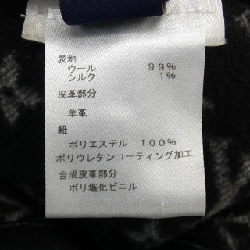 表地
ウール 99%
シルク 1%
皮革部分
羊革
紐
ポリエステル 100%
ポリウレタンコーティング加工
合成皮革部分
ポリ塩化ビニル